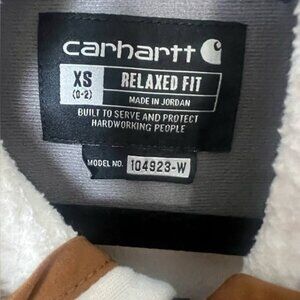 carhartt
XS
(0-2)
RELAXED FIT
MADE IN JORDAN
BUILT TO SERVE AND PROTECT
HARDWORKING PEOPLE
MODEL NO. 104923-W